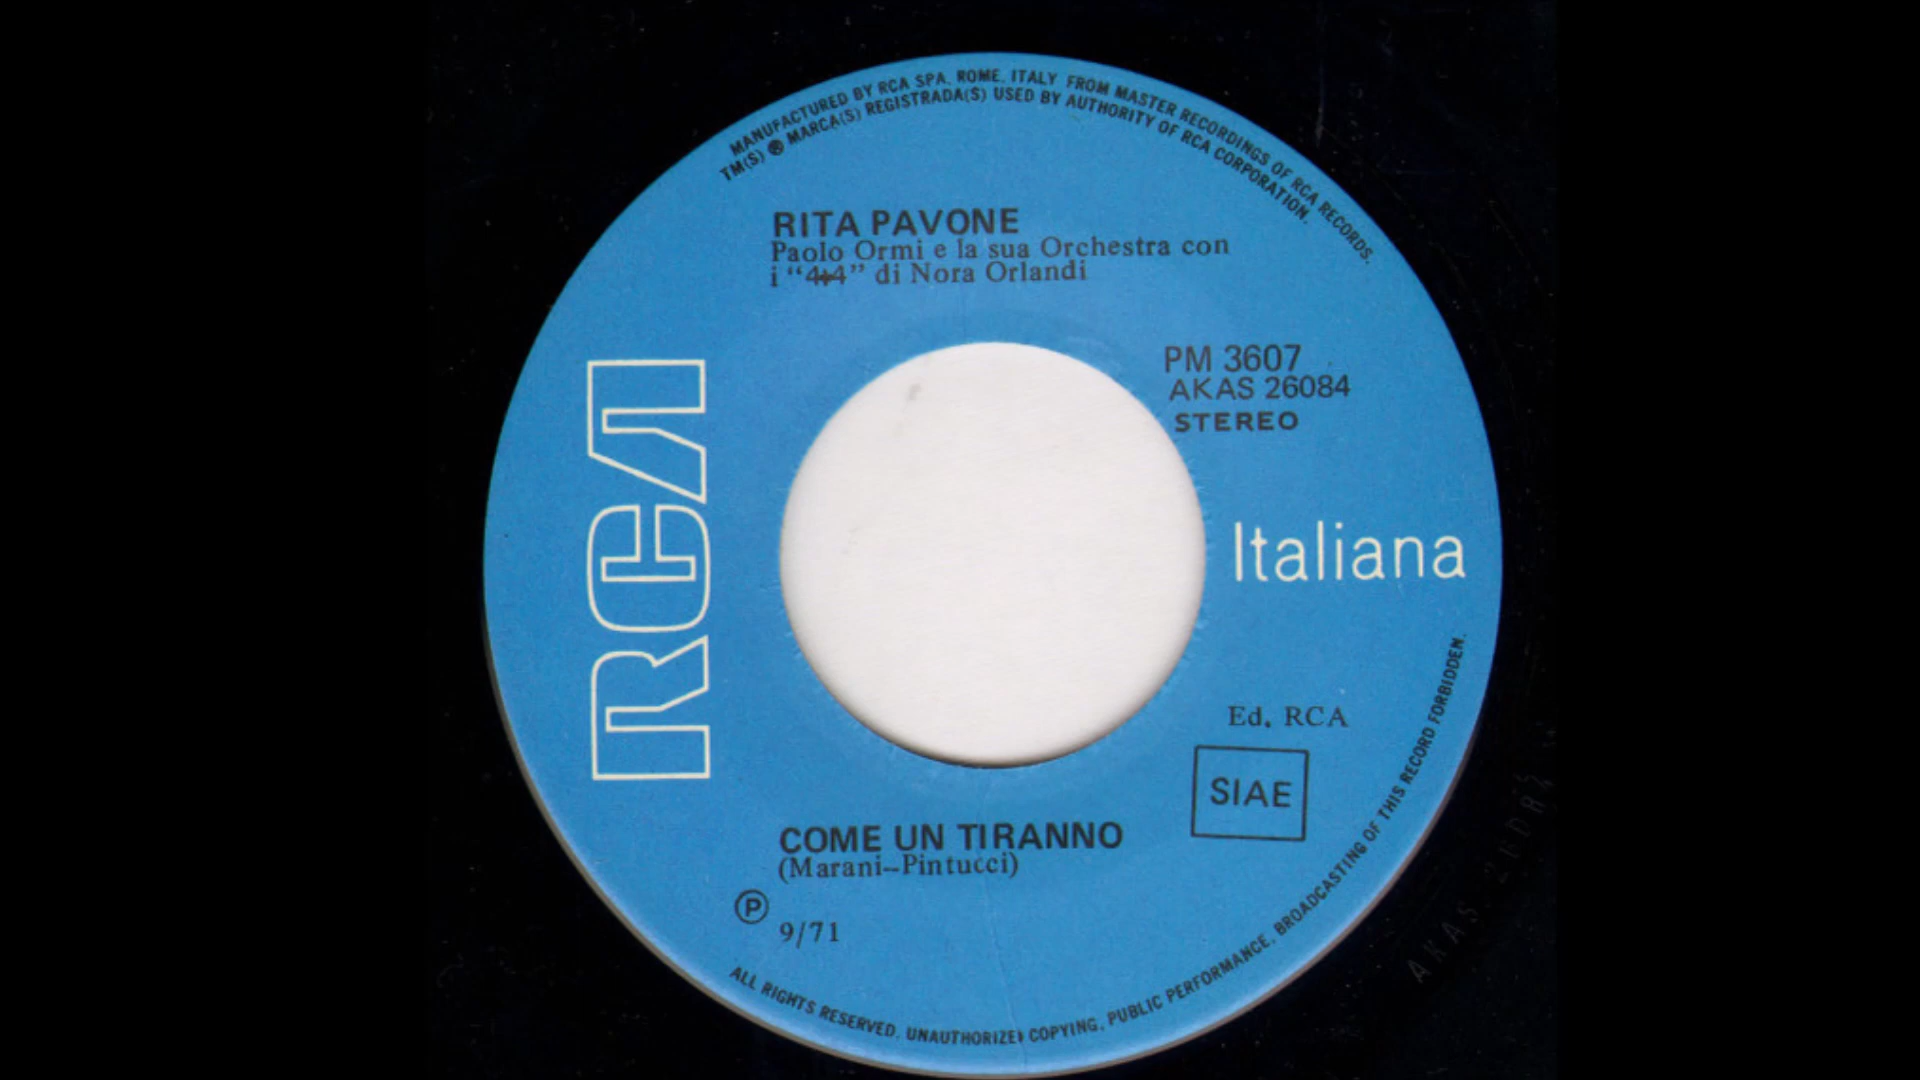 MANUFACTURED BY RCA SPA. ROME. ITALY FROM MASTER RECORDINGS OF RCA RECORDS.
TM(S) ® MARCA(S) REGISTRADA(S) USED BY AUTHORITY OF RCA CORPORATION.
RITA PAVONE
Paolo Ormi e la sua Orchestra con
i “4+4” di Nora Orlandi
PM 3607
AKAS 26084
STEREO
RCA
Italiana
Ed. RCA
SIAE
COME UN TIRANNO
(Marani-Pintucci)
Ⓟ 9/71
ALL RIGHTS RESERVED. UNAUTHORIZED COPYING, PUBLIC PERFORMANCE, BROADCASTING OF THIS RECORD FORBIDDEN.